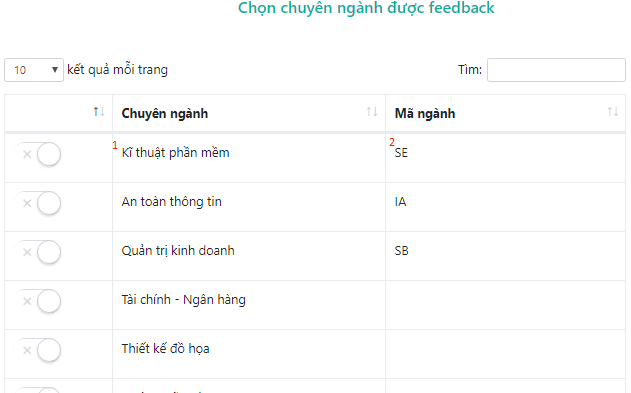 Chọn chuyên ngành được feedback
10 kết quả mỗi trang Tìm:
Chuyên ngành Mã ngành
1 Kĩ thuật phần mềm 2 SE
An toàn thông tin IA
Quản trị kinh doanh SB
Tài chính - Ngân hàng
Thiết kế đồ họa